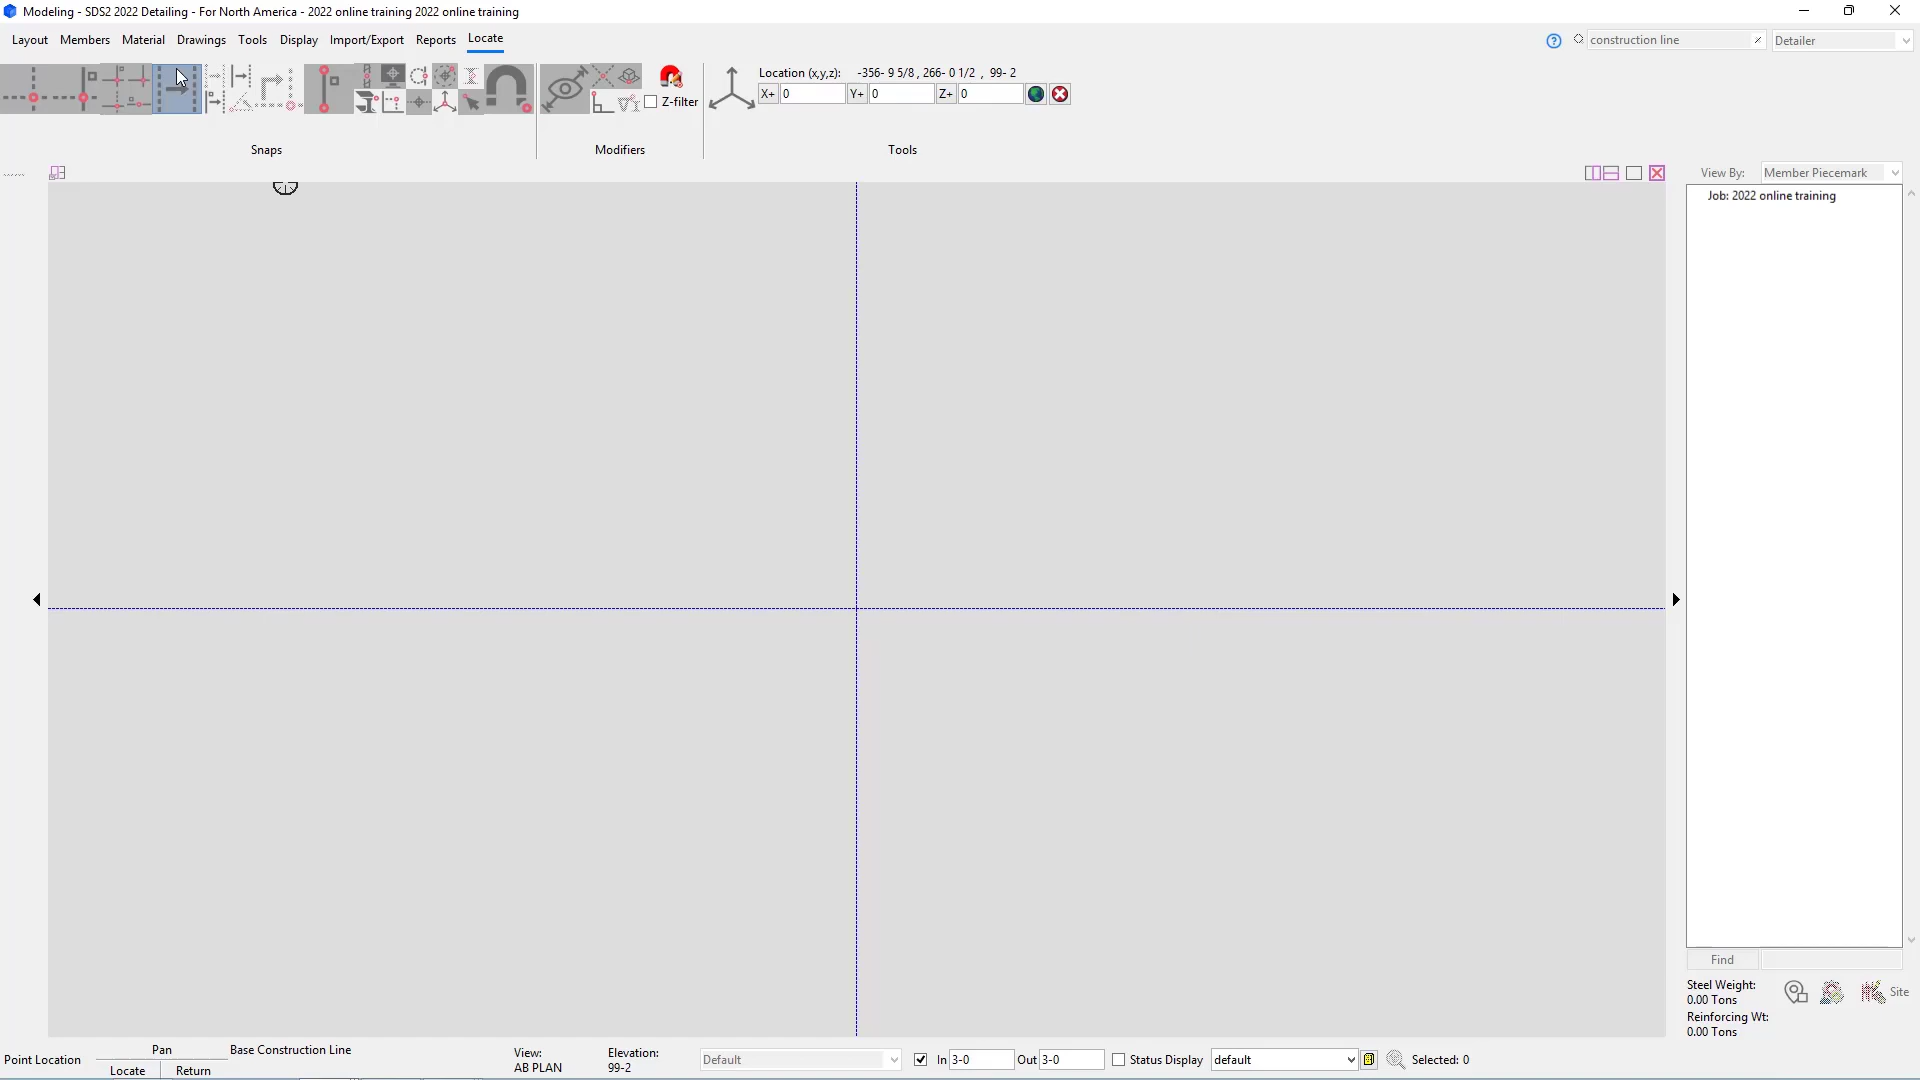 Modeling - SDS2 2022 Detailing - For North America - 2022 online training 2022 online training
Layout Members Material Drawings Tools Display Import/Export Reports Locate
construction line
Detailer
Location (x,y,z): -356- 9 5/8 , 266- 0 1/2 , 99- 2
X+ 0 Y+ 0 Z+ 0
Z-filter
Snaps Modifiers Tools
View By: Member Piecemark
Job: 2022 online training
Find
Steel Weight:
0.00 Tons
Site
Reinforcing Wt:
0.00 Tons
Point Location
Pan
Locate Return
Base Construction Line
View:
AB PLAN
Elevation:
99-2
Default
In 3-0 Out 3-0 Status Display default Selected: 0